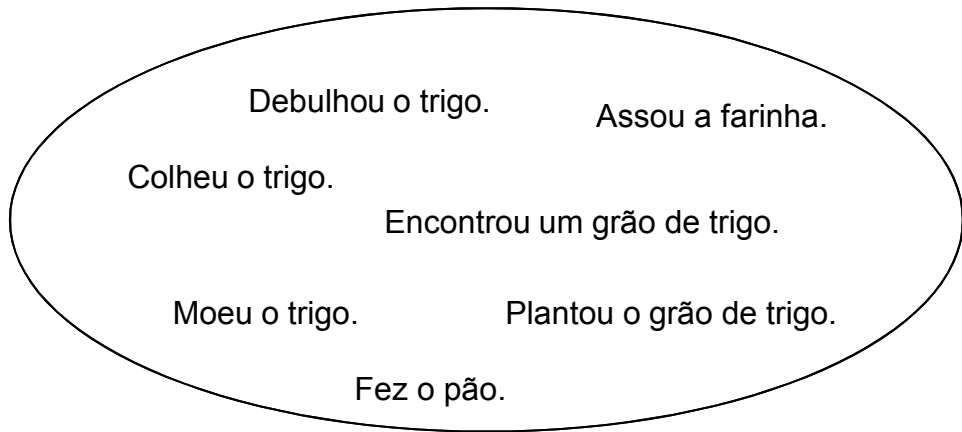 Debulhou o trigo.
Assou a farinha.
Colheu o trigo.
Encontrou um grão de trigo.
Moeu o trigo.
Plantou o grão de trigo.
Fez o pão.